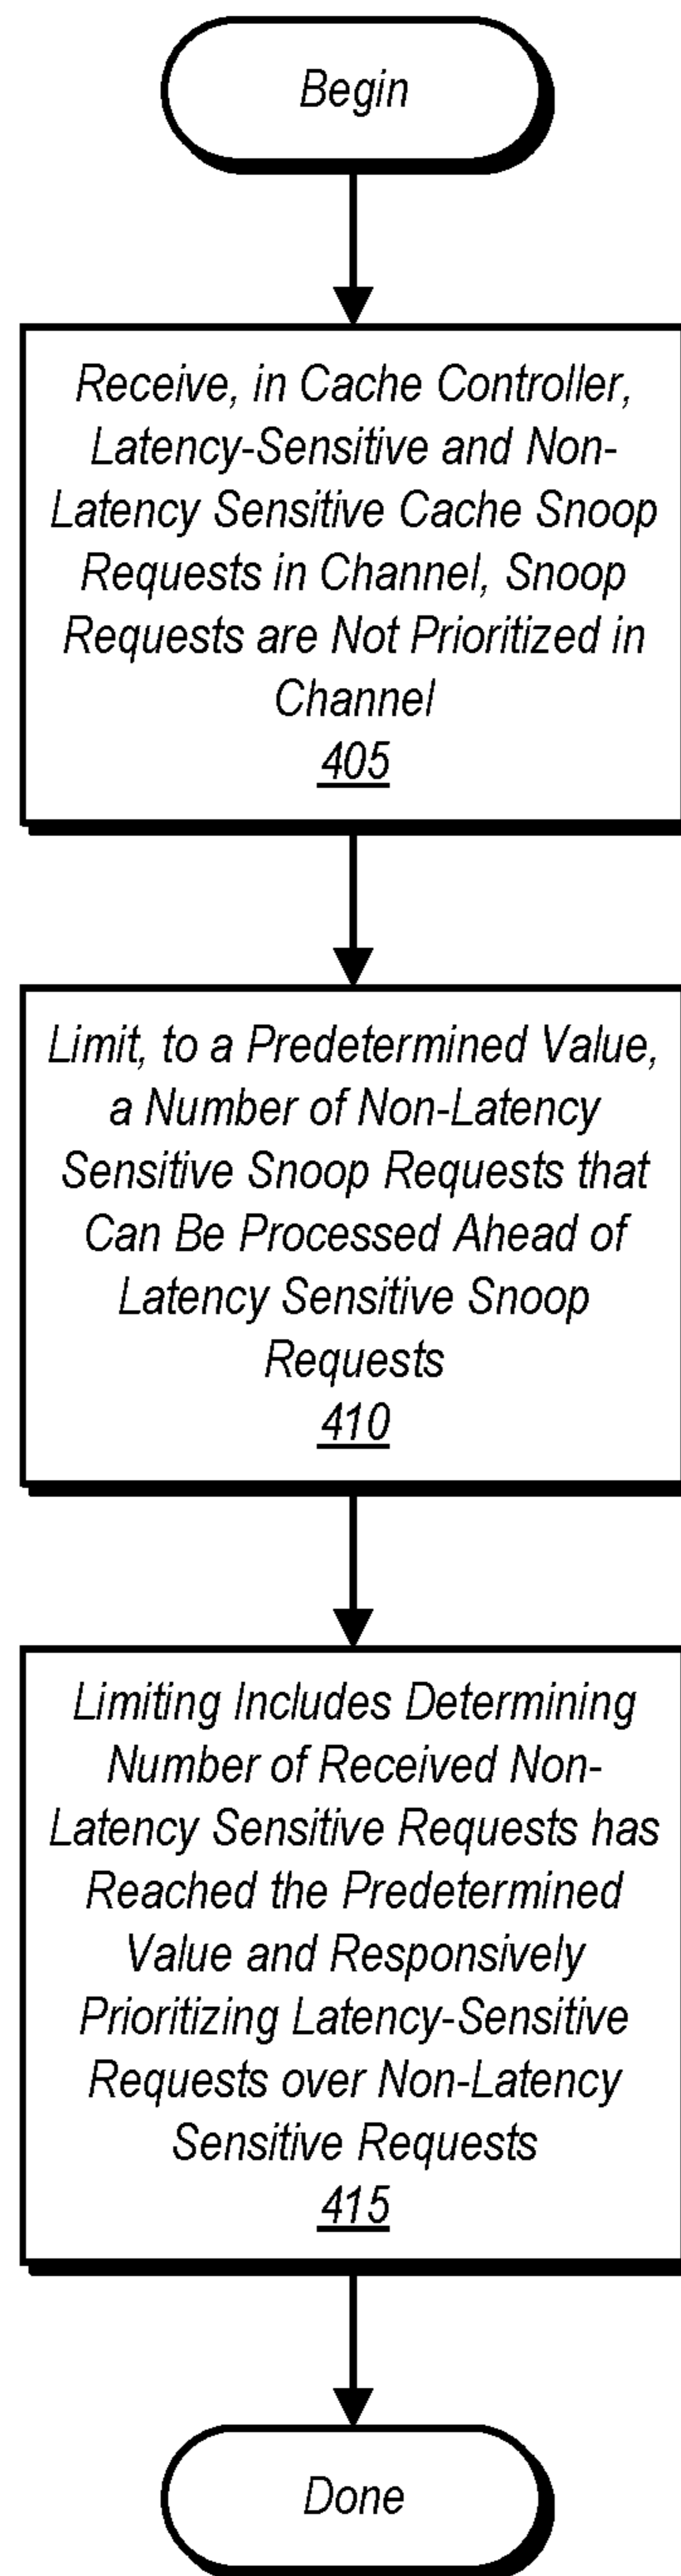 Begin
Receive, in Cache Controller,
Latency-Sensitive and Non-
Latency Sensitive Cache Snoop
Requests in Channel, Snoop
Requests are Not Prioritized in
Channel
405
Limit, to a Predetermined Value,
a Number of Non-Latency
Sensitive Snoop Requests that
Can Be Processed Ahead of
Latency Sensitive Snoop
Requests
410
Limiting Includes Determining
Number of Received Non-
Latency Sensitive Requests has
Reached the Predetermined
Value and Responsively
Prioritizing Latency-Sensitive
Requests over Non-Latency
Sensitive Requests
415
Done